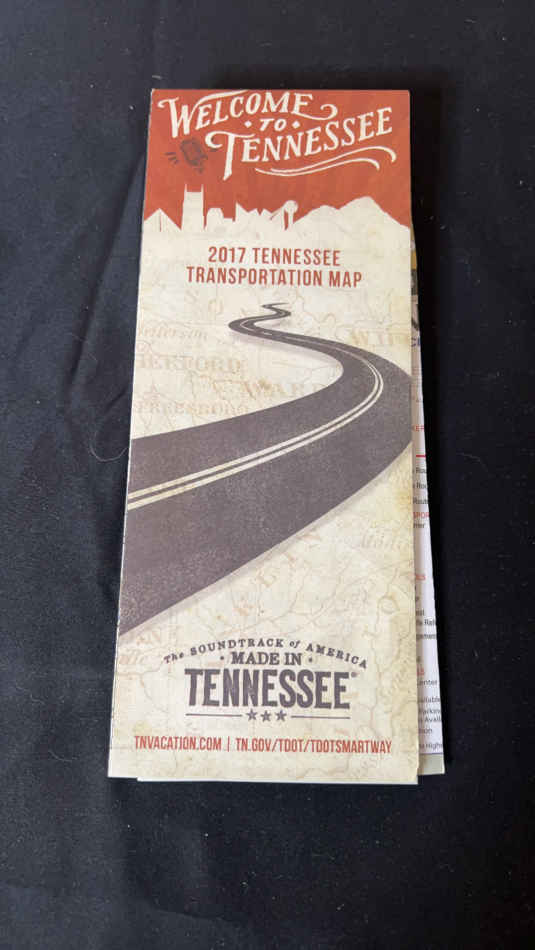 WELCOME
TO
TENNESSEE
2017 TENNESSEE
TRANSPORTATION MAP
The SOUNDTRACK of AMERICA
MADE IN
TENNESSEE®
TNVACATION.COM | TN.GOV/TDOT/TDOTSMARTWAY